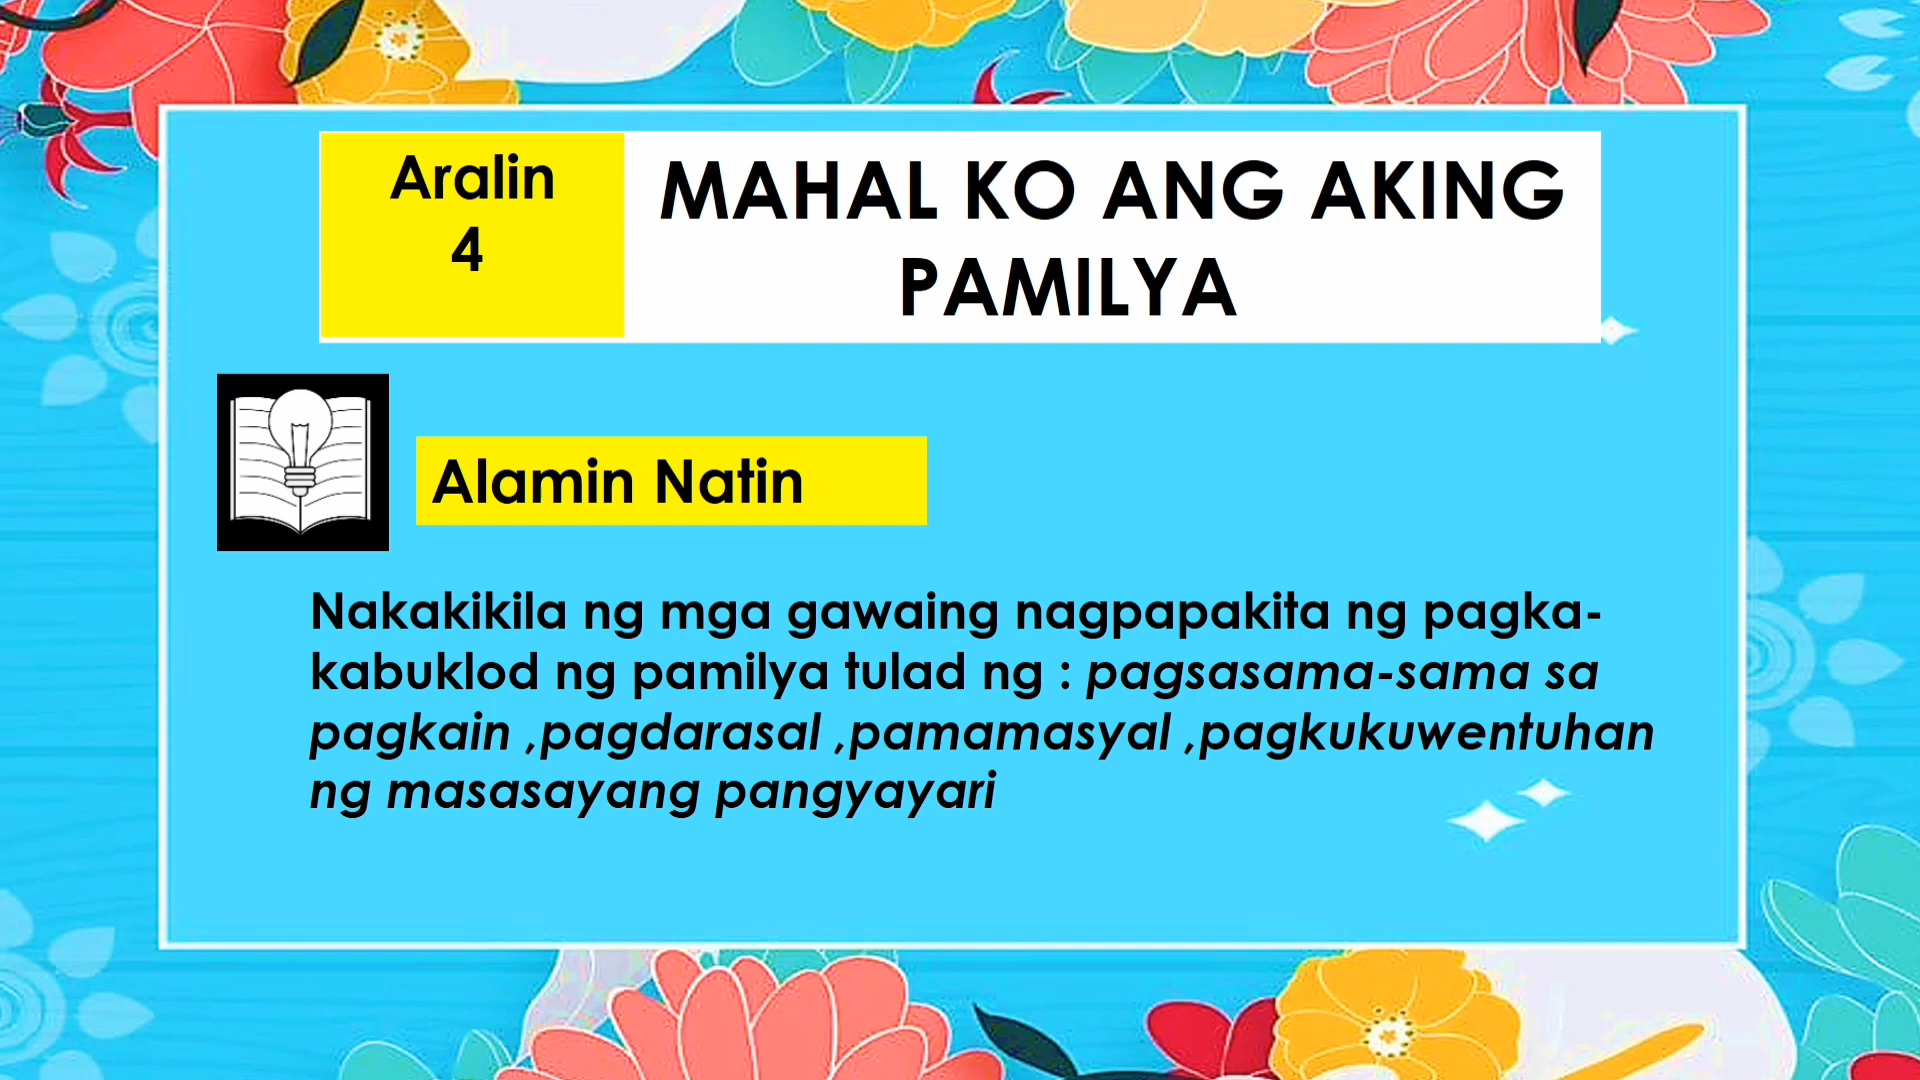 Aralin
4
MAHAL KO ANG AKING
PAMILYA
Alamin Natin
Nakakikila ng mga gawaing nagpapakita ng pagka-
kabuklod ng pamilya tulad ng : pagsasama-sama sa
pagkain ,pagdarasal ,pamamasyal ,pagkukuwentuhan
ng masasayang pangyayari